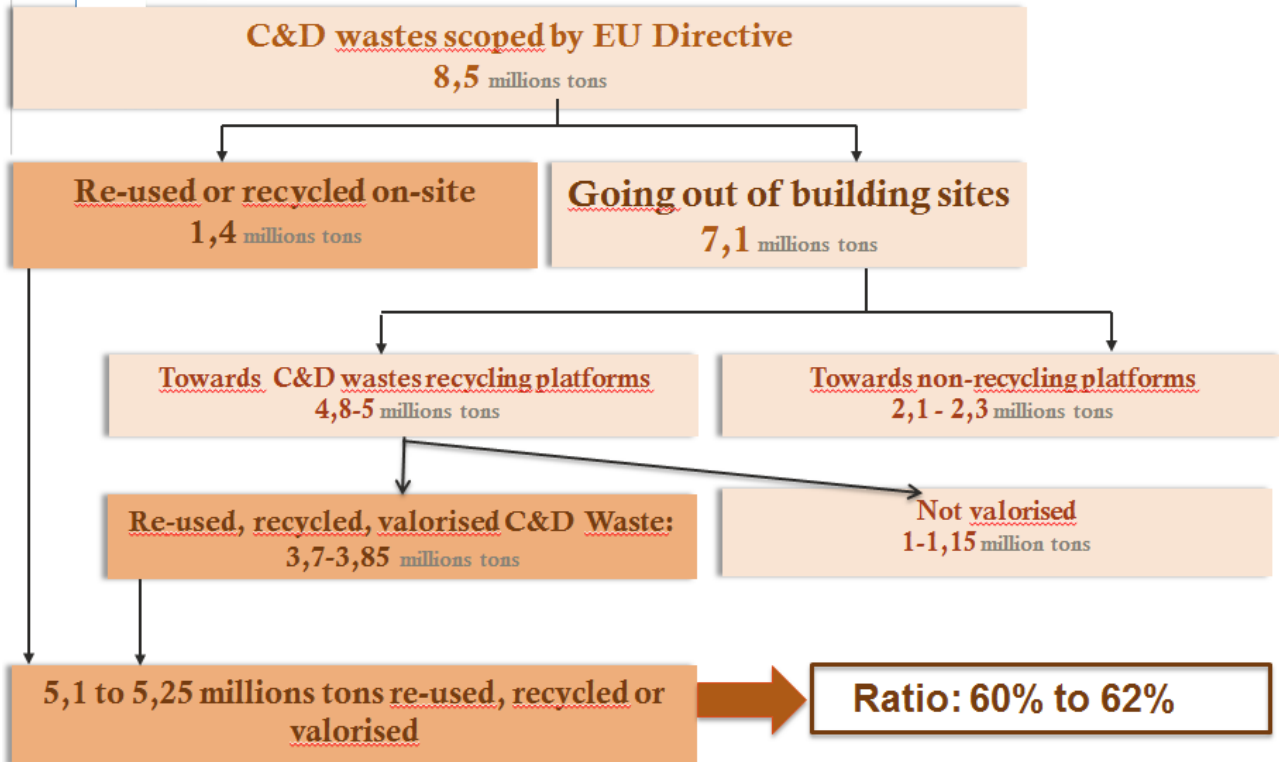 C&D wastes scoped by EU Directive
8,5 millions tons
Re-used or recycled on-site
1,4 millions tons
Going out of building sites
7,1 millions tons
Towards C&D wastes recycling platforms
4,8-5 millions tons
Towards non-recycling platforms
2,1 - 2,3 millions tons
Re-used, recycled, valorised C&D Waste:
3,7-3,85 millions tons
Not valorised
1-1,15 million tons
5,1 to 5,25 millions tons re-used, recycled or
valorised
Ratio: 60% to 62%